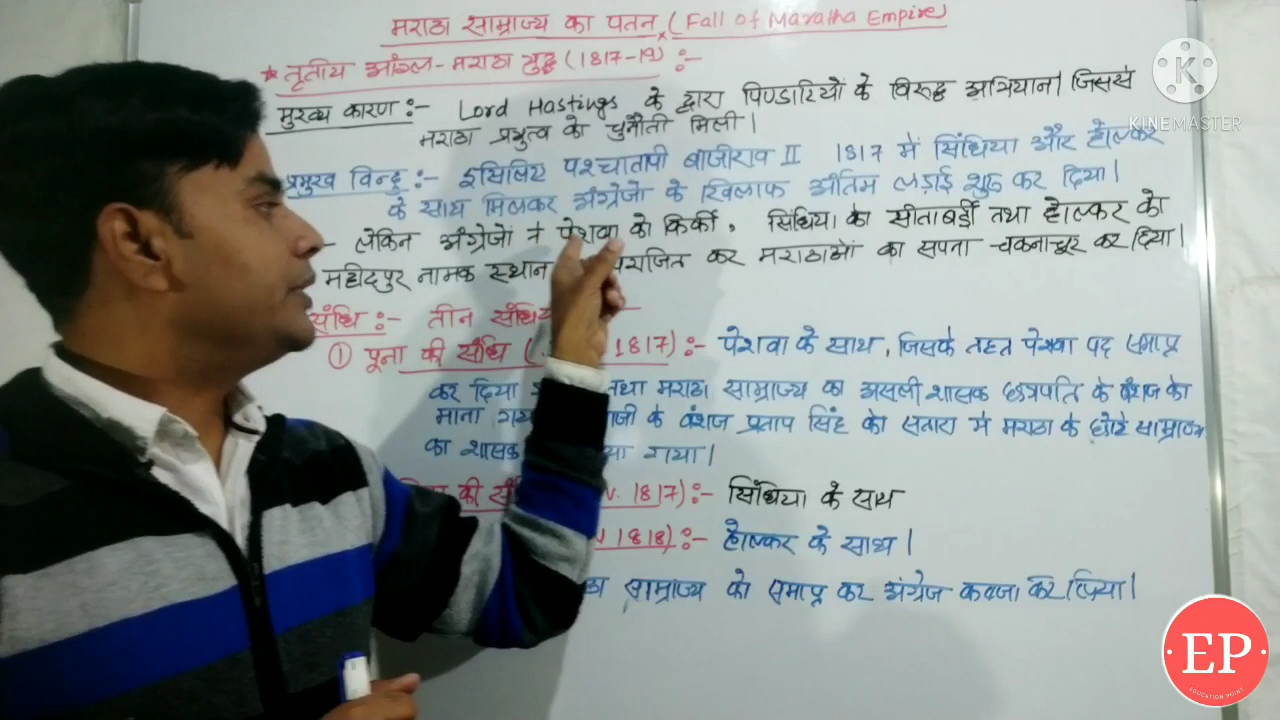 मराठा साम्राज्य का पतन (Fall of Maratha Empire)
* तृतीय आंग्ल-मराठा युद्ध (1817-19) :-
मुख्य कारण :- Lord Hastings के द्वारा पिण्डारियों के विरुद्ध अभियान। जिससे
मराठा प्रभुत्व को चुनौती मिली।
प्रमुख बिन्दु :- इसिलिए पश्चातापी बाजीराव II 1817 में सिंधिया और होल्कर
के साथ मिलकर अंग्रेजो के खिलाफ अंतिम लड़ाई शुरु कर दिया।
- लेकिन अंग्रेजों ने पेशवा को किर्की, सिंधिया को सीताबर्डी तथा होल्कर को
महीदपुर नामक स्थान पराजित कर मराठाओं का सपना चकनाचूर कर दिया।
संधि :- तीन संधि
① पूना की संधि ( 1817) :- पेशवा के साथ, जिसके तहत पेशवा पद समाप्त
कर दिया तथा मराठा साम्राज्य का असली शासक छत्रपति के वंशज को
माना के वंशज प्रताप सिंह को सतारा में मराठा के छोटे साम्राज्य
का शासक गया।
की 1817) :- सिंधिया के साथ
1818) :- होल्कर के साथ।
साम्राज्य को समाप्त कर अंग्रेज कब्जा कर लिया।
K
KINEMASTER
EP
EDUCATION POINT